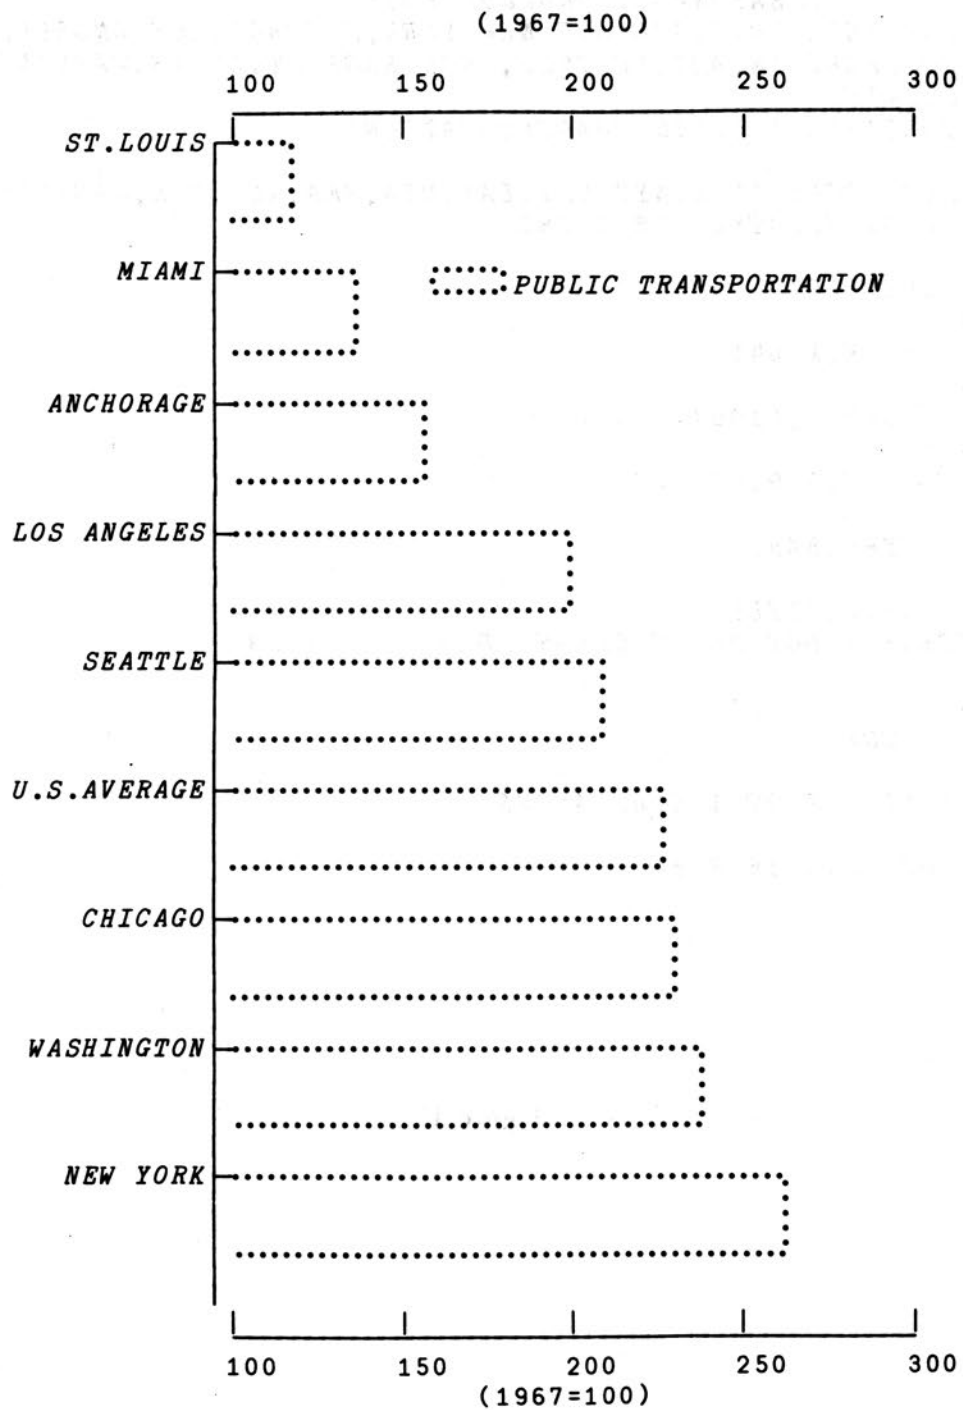 (1967=100)
100 150 200 250 300
ST.LOUIS
MIAMI
PUBLIC TRANSPORTATION
ANCHORAGE
LOS ANGELES
SEATTLE
U.S.AVERAGE
CHICAGO
WASHINGTON
NEW YORK
100 150 200 250 300
(1967=100)